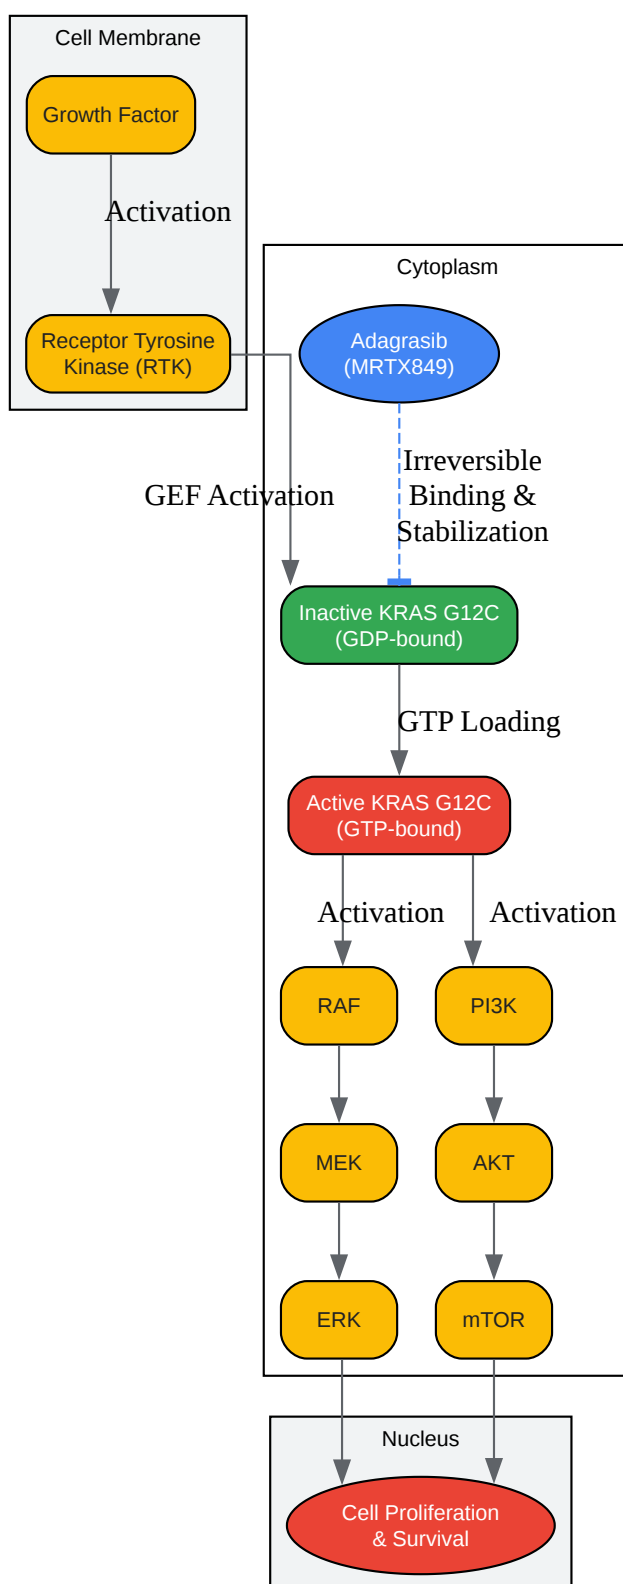 Cell Membrane
Growth Factor
Activation
Receptor Tyrosine
Kinase (RTK)
Cytoplasm
Adagrasib
(MRTX849)
GEF Activation
Irreversible
Binding &
Stabilization
Inactive KRAS G12C
(GDP-bound)
GTP Loading
Active KRAS G12C
(GTP-bound)
Activation
Activation
RAF
PI3K
MEK
AKT
ERK
mTOR
Nucleus
Cell Proliferation
& Survival